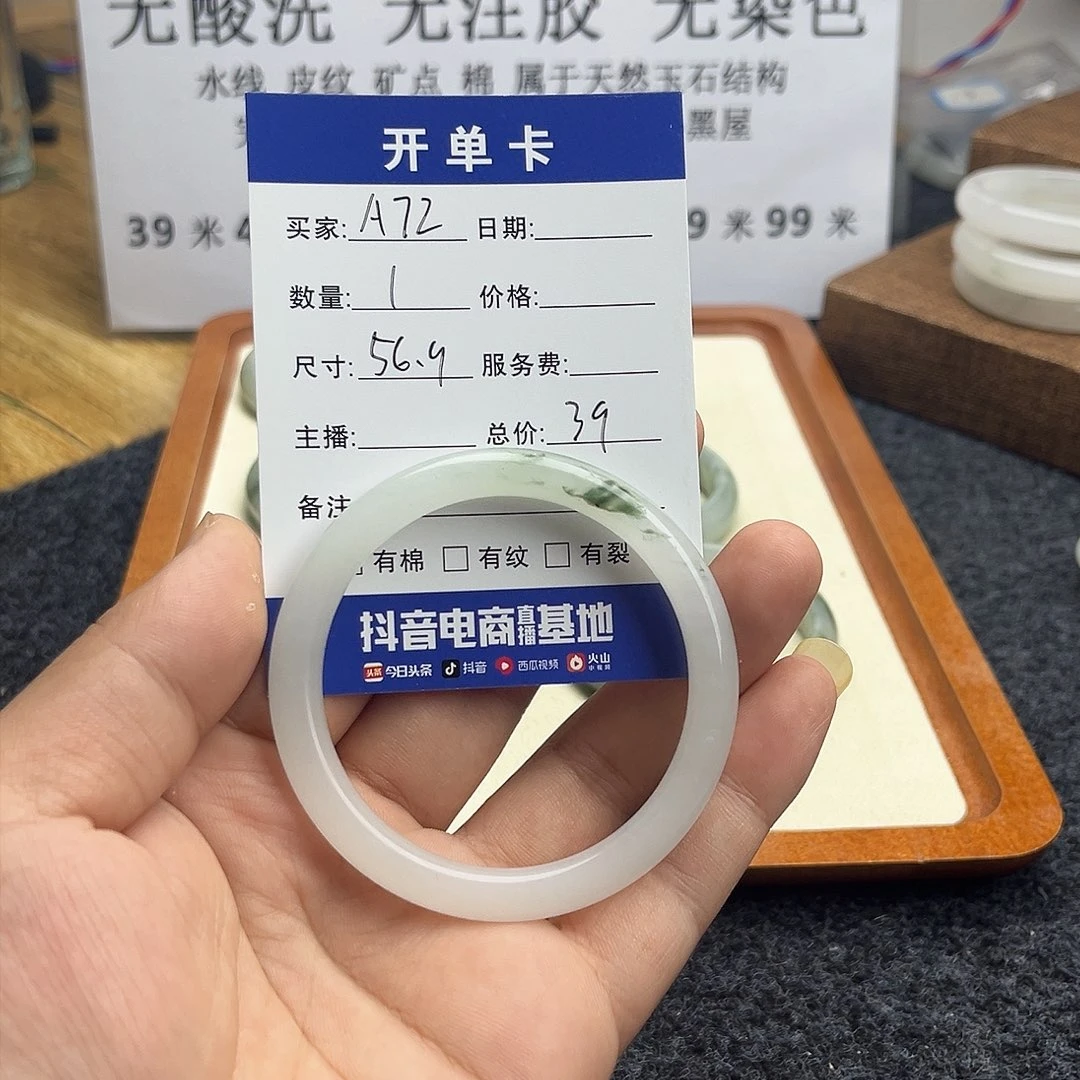 无酸洗 无注胶 无染色
水线 皮纹 矿点 棉 属于天然玉石结构
黑屋
39 米 4
9 米 99 米
开单卡
买家: A72 日期:
数量: 1 价格:
尺寸: 56.9 服务费:
主播: 总价: 39
备注
有棉 有纹 有裂
抖音电商直播基地
头条 今日头条 抖音 西瓜视频 火山